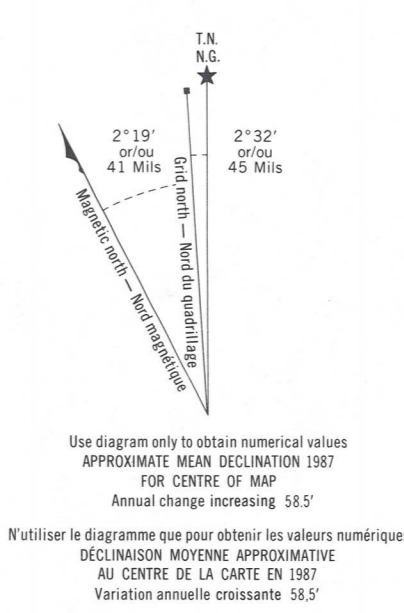 T.N.
N.G.
2°19′
or/ou
41 Mils
2°32′
or/ou
45 Mils
Grid north — Nord du quadrillage
Magnetic north — Nord magnétique
Use diagram only to obtain numerical values
APPROXIMATE MEAN DECLINATION 1987
FOR CENTRE OF MAP
Annual change increasing 58.5′
N'utiliser le diagramme que pour obtenir les valeurs numérique
DÉCLINAISON MOYENNE APPROXIMATIVE
AU CENTRE DE LA CARTE EN 1987
Variation annuelle croissante 58,5′